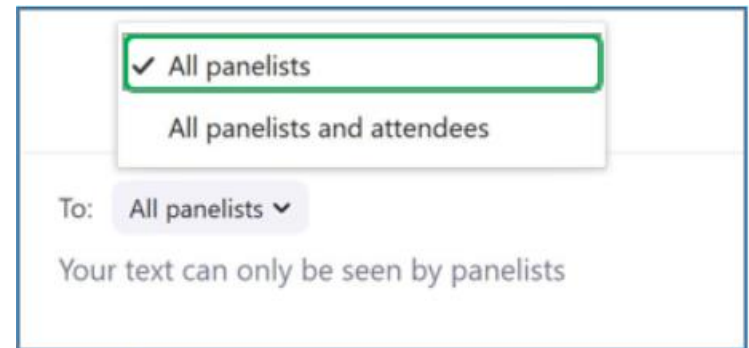 ✓ All panelists
All panelists and attendees
To: All panelists
Your text can only be seen by panelists